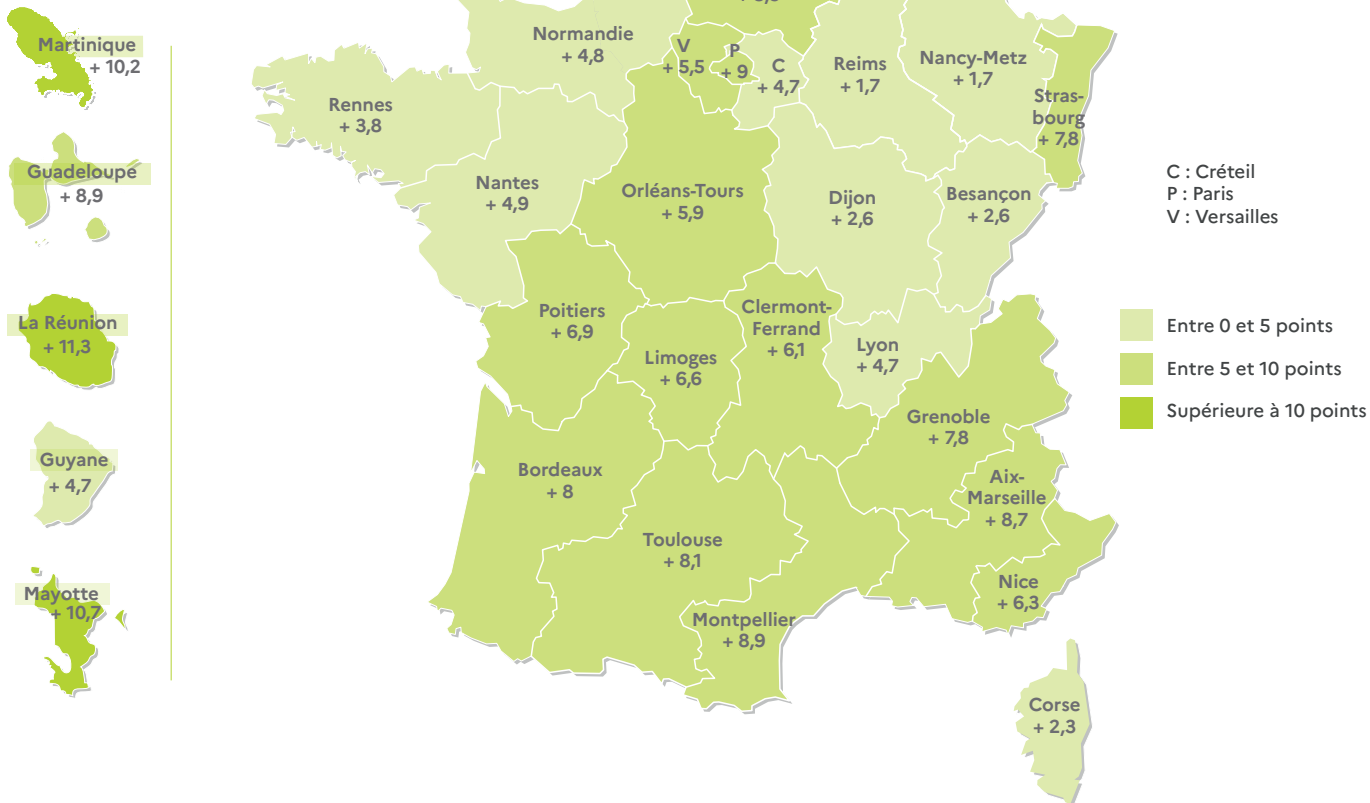 Martinique
+ 10,2
Guadeloupe
+ 8,9
La Réunion
+ 11,3
Guyane
+ 4,7
Mayotte
+ 10,7
Normandie
+ 4,8
V
+ 5,5
P
+ 9
C
+ 4,7
Reims
+ 1,7
Nancy-Metz
+ 1,7
Stras-
bourg
+ 7,8
Rennes
+ 3,8
Nantes
+ 4,9
Orléans-Tours
+ 5,9
Dijon
+ 2,6
Besançon
+ 2,6
Poitiers
+ 6,9
Limoges
+ 6,6
Clermont-
Ferrand
+ 6,1
Lyon
+ 4,7
Grenoble
+ 7,8
Bordeaux
+ 8
Aix-
Marseille
+ 8,7
Toulouse
+ 8,1
Nice
+ 6,3
Montpellier
+ 8,9
Corse
+ 2,3
C : Créteil
P : Paris
V : Versailles
Entre 0 et 5 points
Entre 5 et 10 points
Supérieure à 10 points